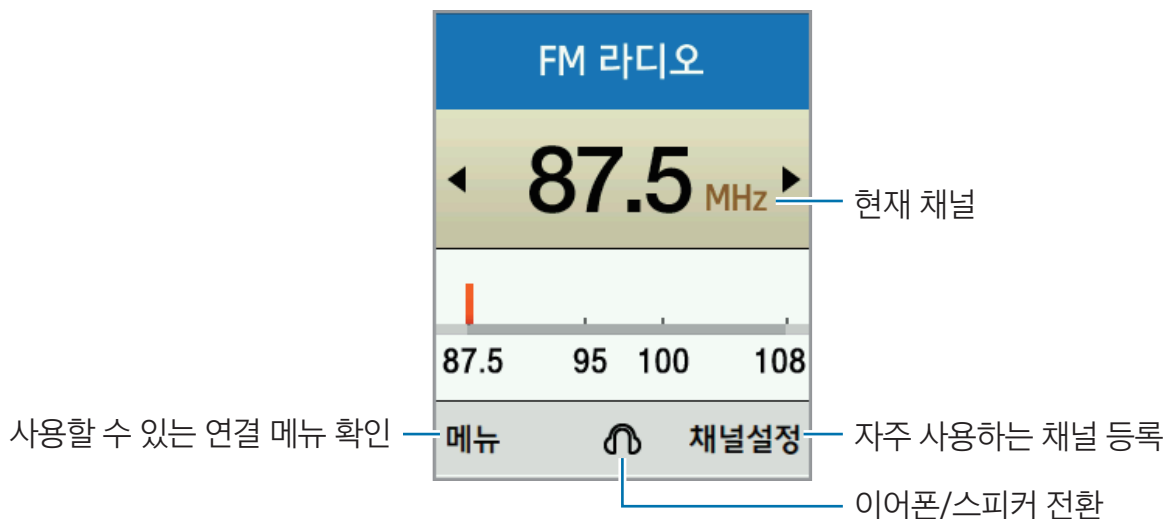 FM 라디오
87.5 MHz
현재 채널
87.5 95 100 108
사용할 수 있는 연결 메뉴 확인
메뉴
채널설정
자주 사용하는 채널 등록
이어폰/스피커 전환